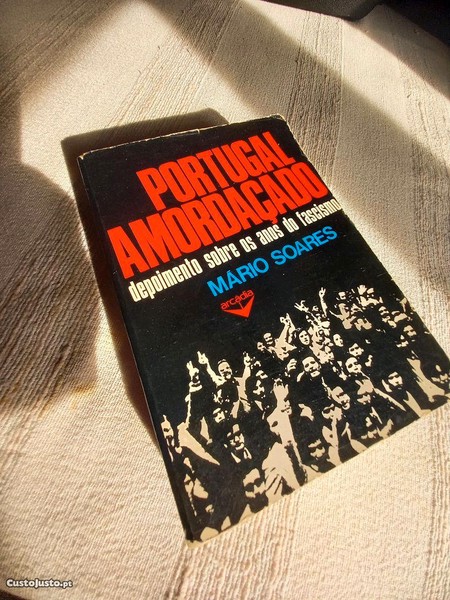 PORTUGAL
AMORDAÇADO
depoimento sobre os anos do fascismo
MÁRIO SOARES
arcádia
CustoJusto.pt